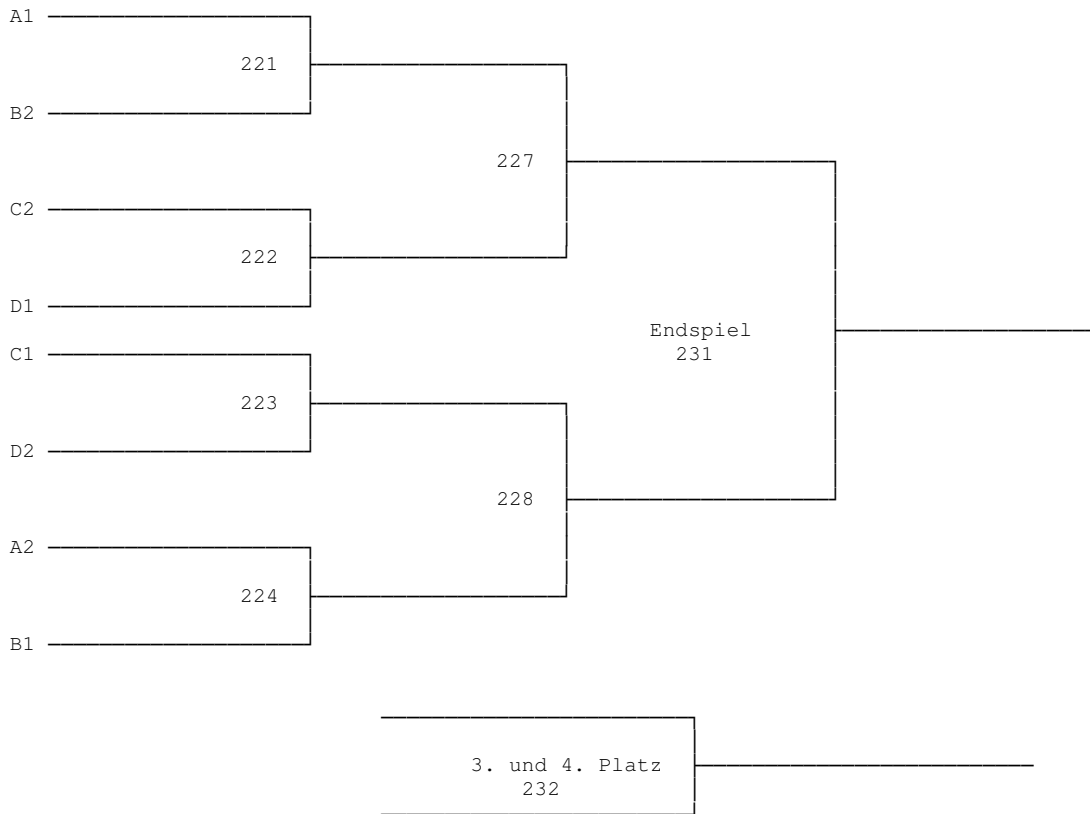 A1
221
B2
227
C2
222
D1
Endspiel
C1
231
223
D2
228
A2
224
B1
3. und 4. Platz
232